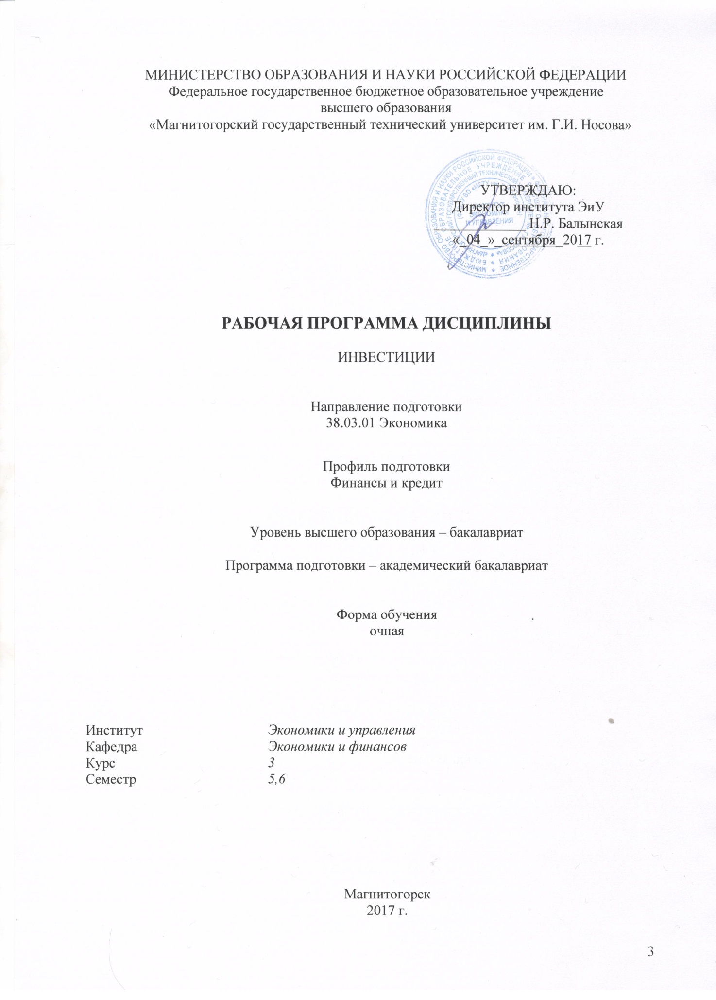 МИНИСТЕРСТВО ОБРАЗОВАНИЯ И НАУКИ РОССИЙСКОЙ ФЕДЕРАЦИИ
Федеральное государственное бюджетное образовательное учреждение
высшего образования
«Магнитогорский государственный технический университет им. Г.И. Носова»
УТВЕРЖДАЮ:
Директор института ЭиУ
_____________ Н.Р. Балынская
«_04_»_сентября_2017 г.
ИНСТИТУТ
ЭКОНОМИКИ
И УПРАВЛЕНИЯ
РАБОЧАЯ ПРОГРАММА ДИСЦИПЛИНЫ
ИНВЕСТИЦИИ
Направление подготовки
38.03.01 Экономика
Профиль подготовки
Финансы и кредит
Уровень высшего образования – бакалавриат
Программа подготовки – академический бакалавриат
Форма обучения
очная
Институт Экономики и управления
Кафедра Экономики и финансов
Курс 3
Семестр 5,6
Магнитогорск
2017 г.
3